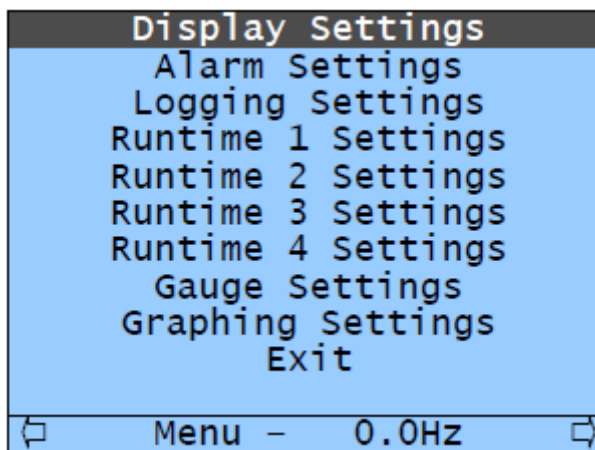 Display Settings
Alarm Settings
Logging Settings
Runtime 1 Settings
Runtime 2 Settings
Runtime 3 Settings
Runtime 4 Settings
Gauge Settings
Graphing Settings
Exit
Menu – 0.0Hz